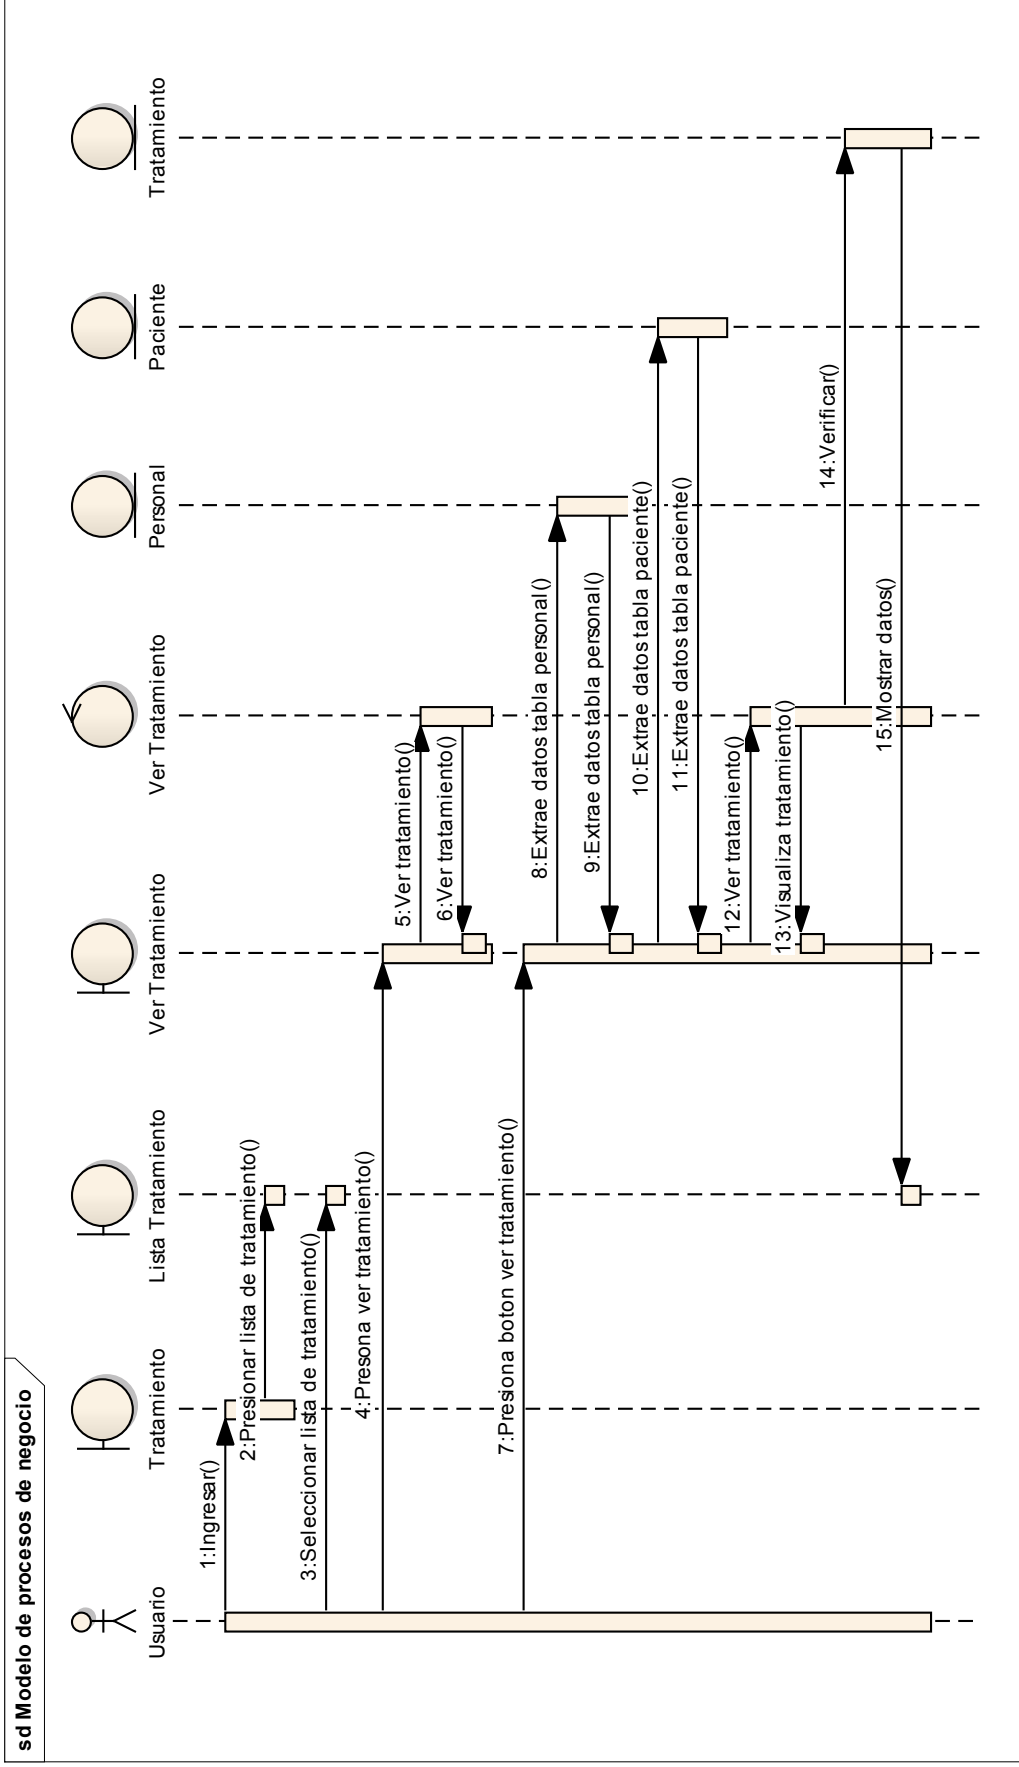 sd Modelo de procesos de negocio
Usuario
Tratamiento
Lista Tratamiento
Ver Tratamiento
Ver Tratamiento
Personal
Paciente
Tratamiento
1:Ingresar()
2:Presionar lista de tratamiento()
3:Seleccionar lista de tratamiento()
4:Presona ver tratamiento()
5:Ver tratamiento()
6:Ver tratamiento()
7:Presiona boton ver tratamiento()
8:Extrae datos tabla personal()
9:Extrae datos tabla personal()
10:Extrae datos tabla paciente()
11:Extrae datos tabla paciente()
12:Ver tratamiento()
13:Visualiza tratamiento()
14:Verificar()
15:Mostrar datos()